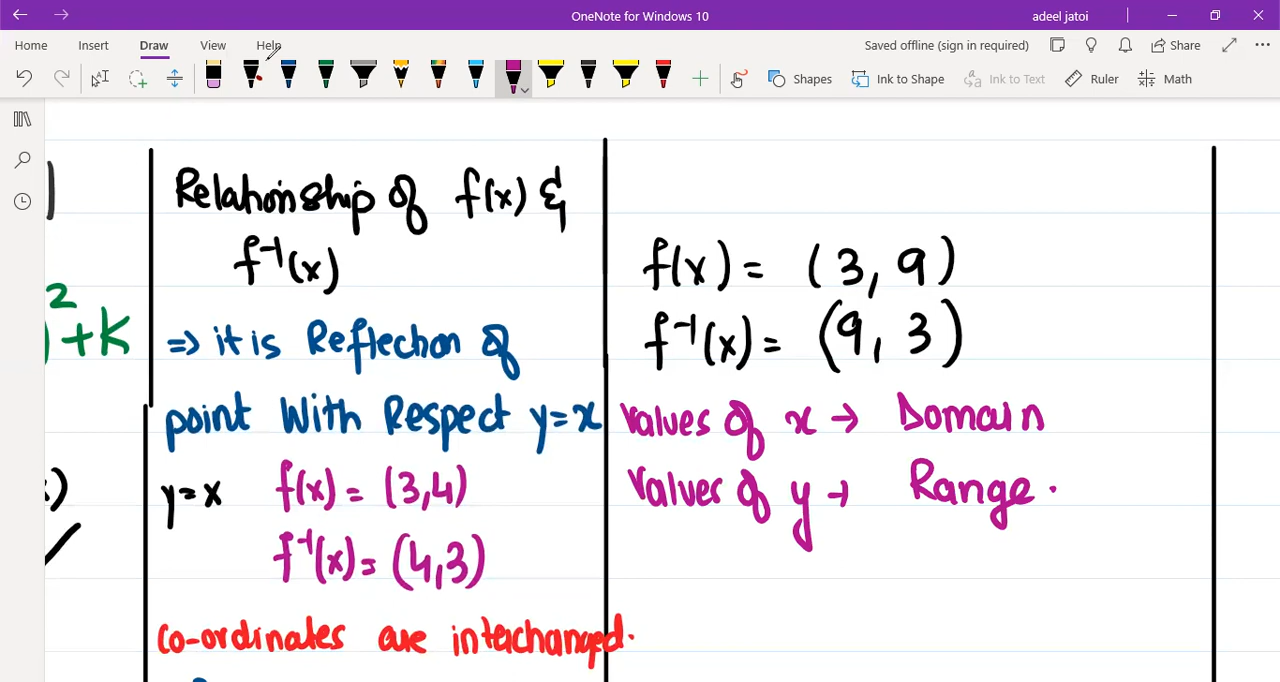 OneNote for Windows 10
adeel jatoi
Home Insert Draw View Help
Saved offline (sign in required) Share
Shapes Ink to Shape Ink to Text Ruler Math
²+K
x)
Relationship of f(x) &
f⁻¹(x)
⇒ it is Reflection of
point With Respect y=x
y=x f(x) = (3,4)
f⁻¹(x) = (4,3)
co-ordinates are interchanged.
f(x) = (3, 9)
f⁻¹(x) = (9, 3)
Values of x → Domain
Values of y → Range.